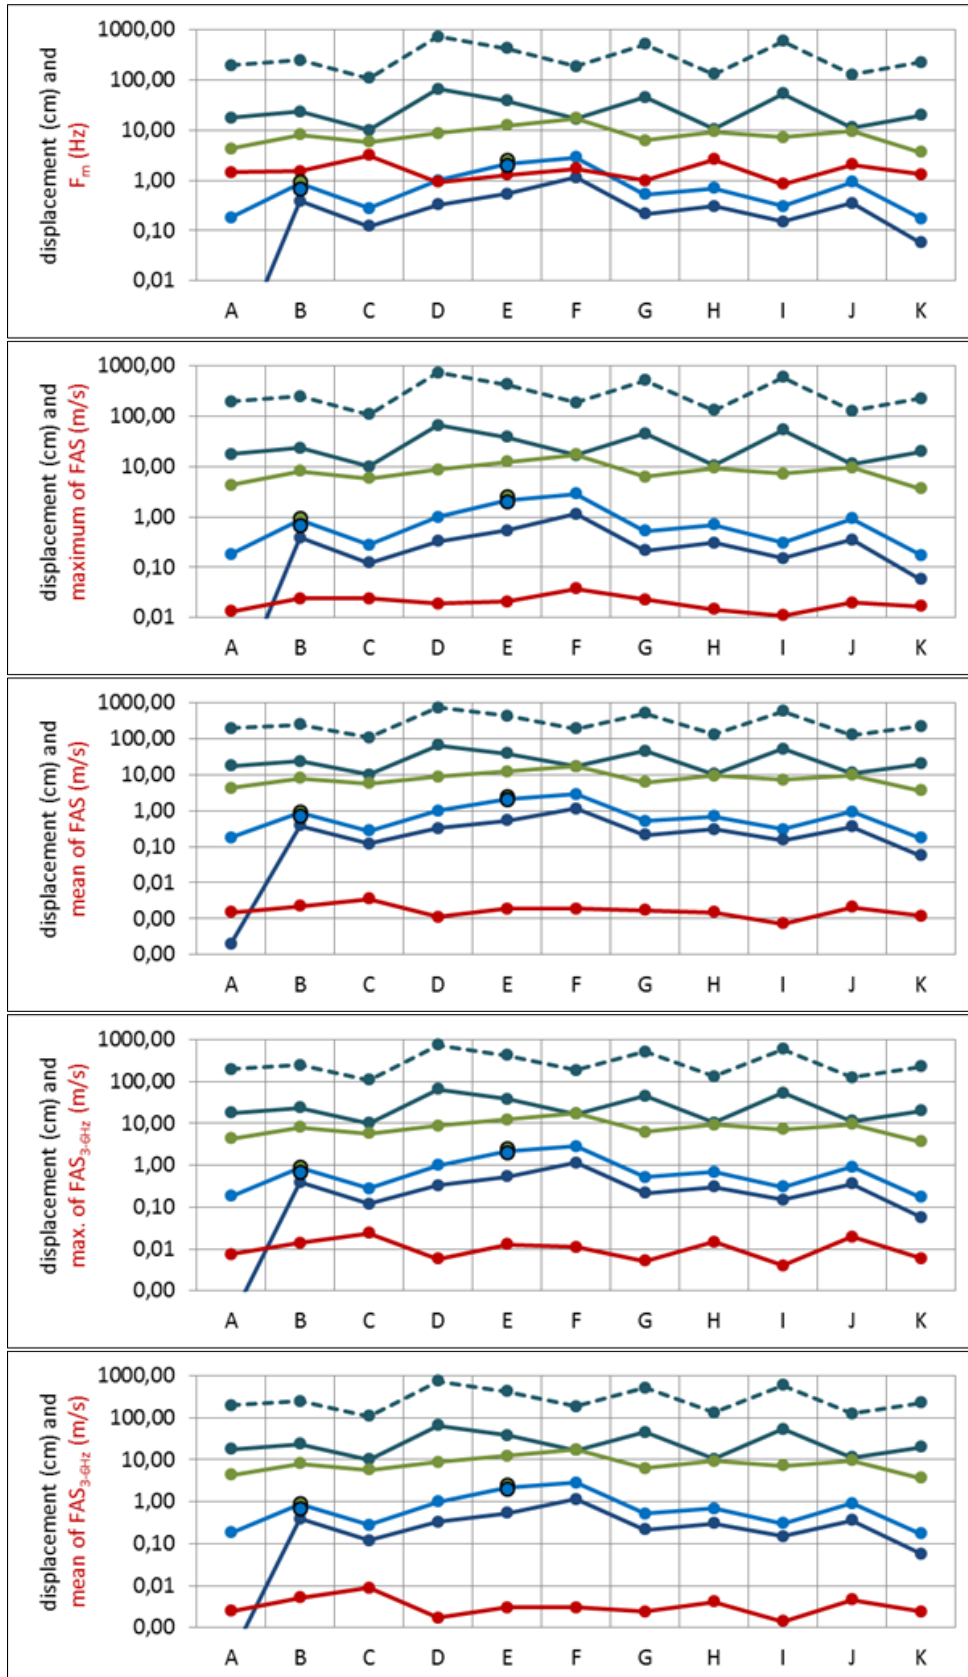 displacement (cm) and
F_m (Hz)
1000,00
100,00
10,00
1,00
0,10
0,01
A B C D E F G H I J K
displacement (cm) and
maximum of FAS (m/s)
1000,00
100,00
10,00
1,00
0,10
0,01
A B C D E F G H I J K
displacement (cm) and
mean of FAS (m/s)
1000,00
100,00
10,00
1,00
0,10
0,01
0,00
0,00
A B C D E F G H I J K
displacement (cm) and
max. of FAS_3-6Hz (m/s)
1000,00
100,00
10,00
1,00
0,10
0,01
0,00
A B C D E F G H I J K
displacement (cm) and
mean of FAS_3-6Hz (m/s)
1000,00
100,00
10,00
1,00
0,10
0,01
0,00
A B C D E F G H I J K